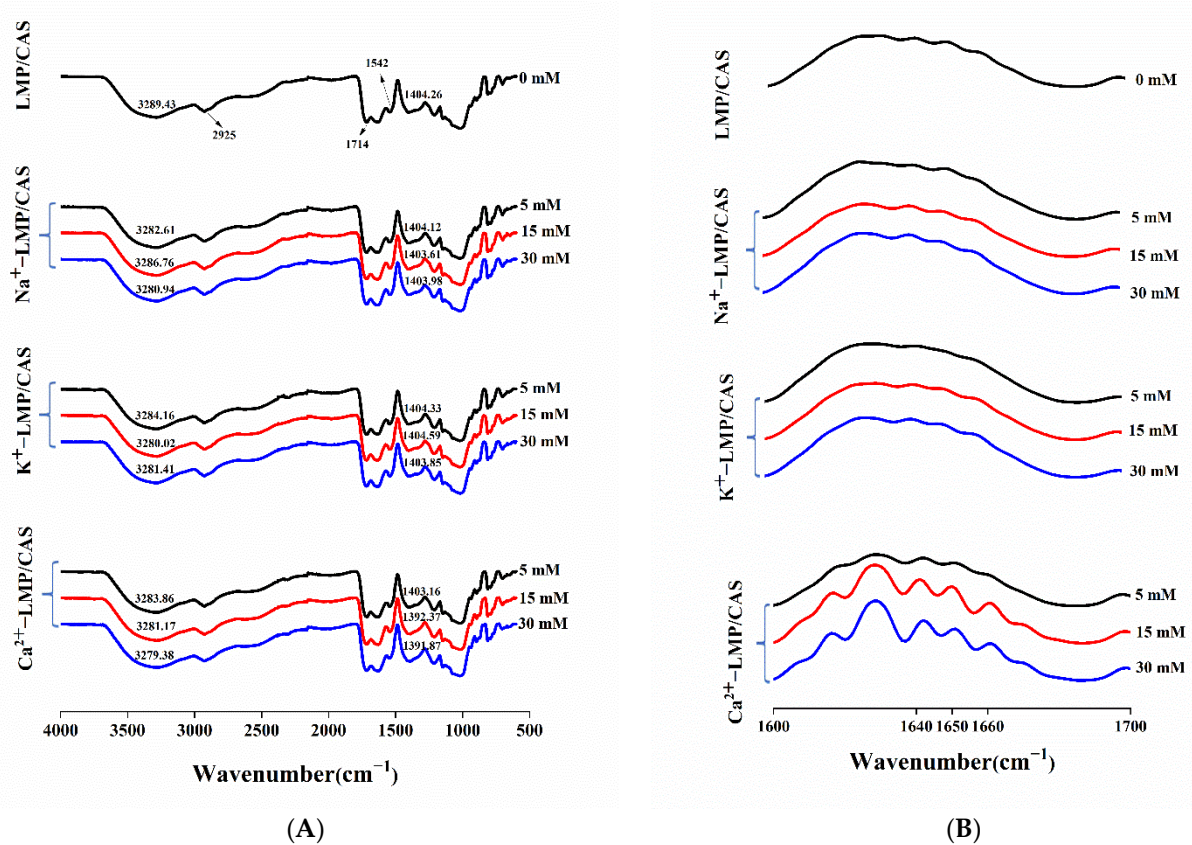 LMP/CAS
0 mM
3289.43
2925
1714
1542
1404.26
Na⁺−LMP/CAS
5 mM
3282.61
1404.12
15 mM
3286.76
1403.61
30 mM
3280.94
1403.98
K⁺−LMP/CAS
5 mM
3284.16
1404.33
15 mM
3280.02
1404.59
30 mM
3281.41
1403.85
Ca²⁺−LMP/CAS
5 mM
3283.86
1403.16
15 mM
3281.17
1392.37
30 mM
3279.38
1391.87
4000 3500 3000 2500 2000 1500 1000 500
Wavenumber(cm⁻¹)
(A)
LMP/CAS
0 mM
Na⁺−LMP/CAS
5 mM
15 mM
30 mM
K⁺−LMP/CAS
5 mM
15 mM
30 mM
Ca²⁺−LMP/CAS
5 mM
15 mM
30 mM
1600 1640 1650 1660 1700
Wavenumber(cm⁻¹)
(B)